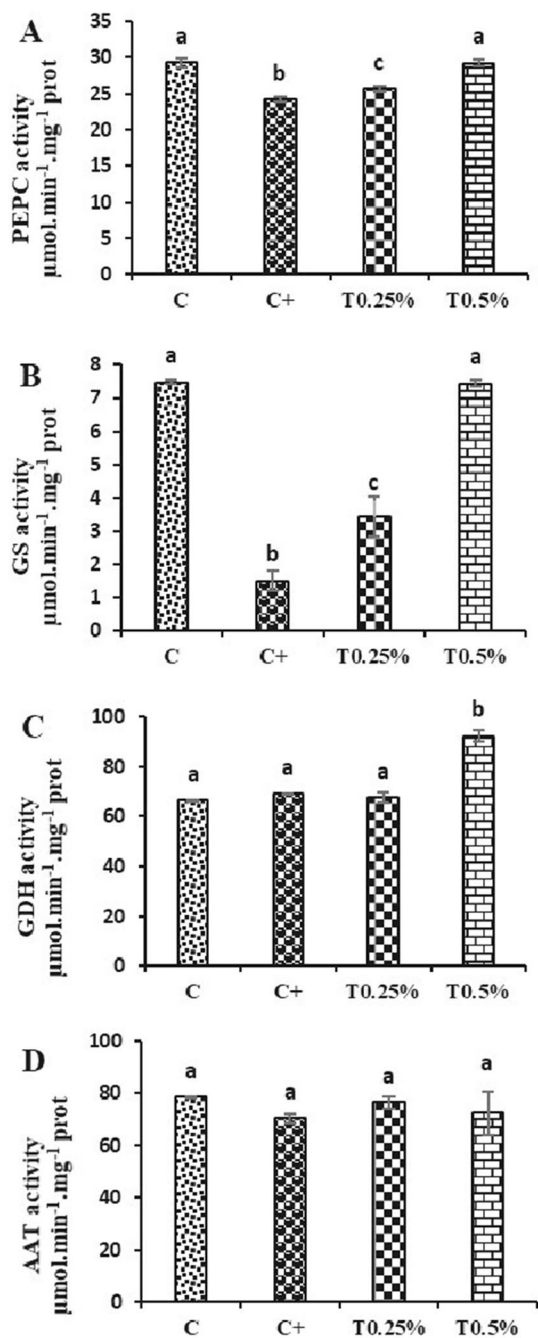 A
PEPC activity
µmol.min⁻¹.mg⁻¹ prot
35
30
25
20
15
10
5
0
a
b
c
a
C
C+
T0.25%
T0.5%
B
GS activity
µmol.min⁻¹.mg⁻¹ prot
8
7
6
5
4
3
2
1
0
a
b
c
a
C
C+
T0.25%
T0.5%
C
GDH activity
µmol.min⁻¹.mg⁻¹ prot
100
80
60
40
20
0
a
a
a
b
C
C+
T0.25%
T0.5%
D
AAT activity
µmol.min⁻¹.mg⁻¹ prot
100
80
60
40
20
0
a
a
a
a
C
C+
T0.25%
T0.5%